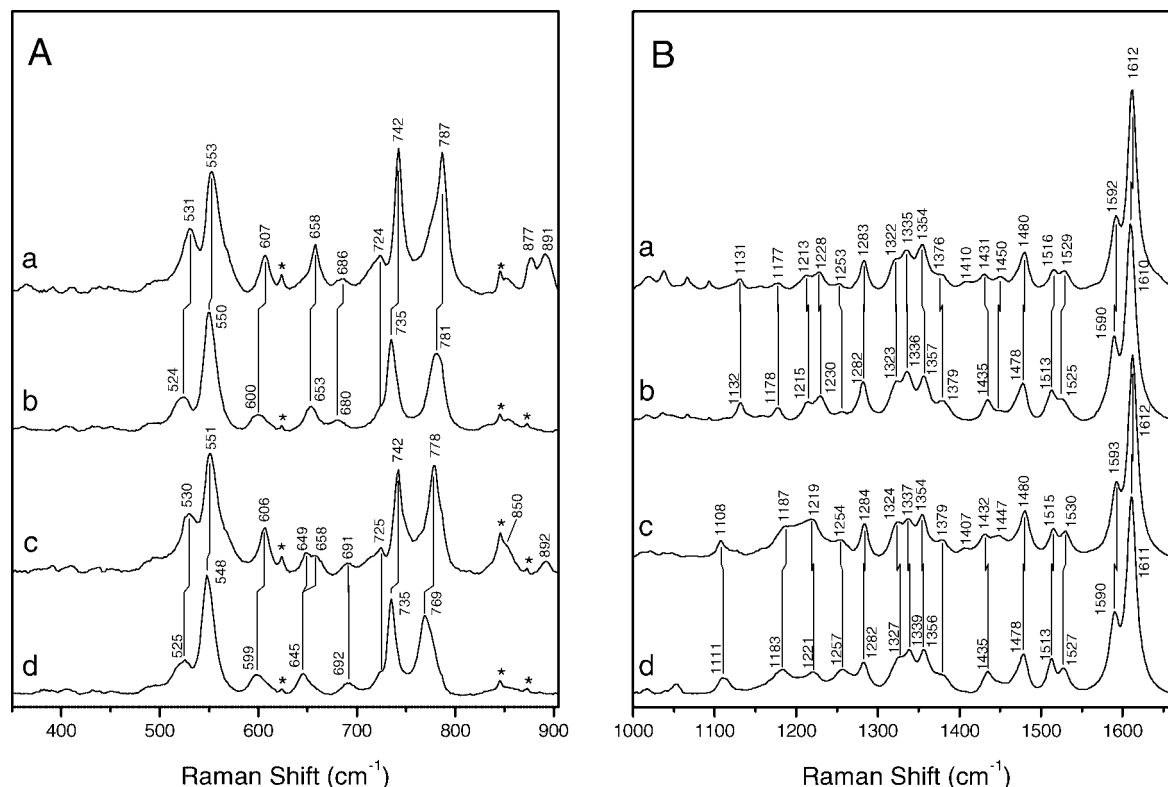 A
553 742 787
531 607 * 658 686 724 * 877 891
a
524 550 600 * 653 680 735 781 * *
b
530 551 606 * 649 658 691 725 742 778 * 850 * 892
c
525 548 599 * 645 692 735 769 * *
d
400 500 600 700 800 900
Raman Shift (cm-1)
B
1612
1131 1177 1213 1228 1253 1283 1322 1335 1354 1376 1410 1431 1450 1480 1516 1529 1592
a
1132 1178 1215 1230 1282 1323 1336 1357 1379 1435 1478 1513 1525 1590 1610
b
1108 1187 1219 1254 1284 1324 1337 1354 1379 1407 1432 1447 1480 1515 1530 1593 1612
c
1111 1183 1221 1257 1282 1327 1339 1356 1435 1478 1513 1527 1590 1611
d
1000 1100 1200 1300 1400 1500 1600
Raman Shift (cm-1)